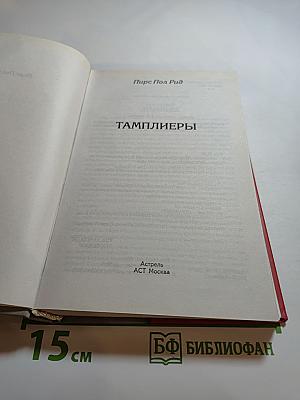 Пирс Пол Рид
ТАМПЛИЕРЫ
Астрель
АСТ Москва
15 см
БФ БИБЛИОФАН